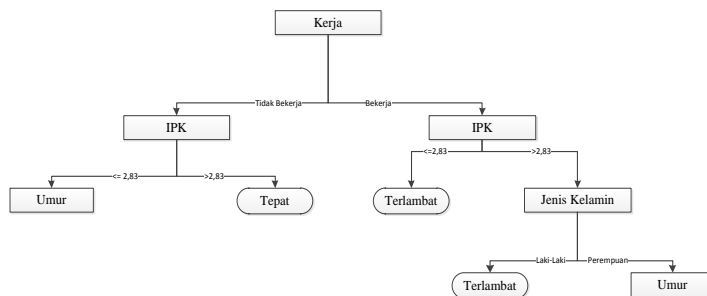 Kerja
Tidak Bekerja
Bekerja
IPK
IPK
<= 2,83
>2,83
<=2,83
>2,83
Umur
Tepat
Terlambat
Jenis Kelamin
Laki-Laki
Perempuan
Terlambat
Umur